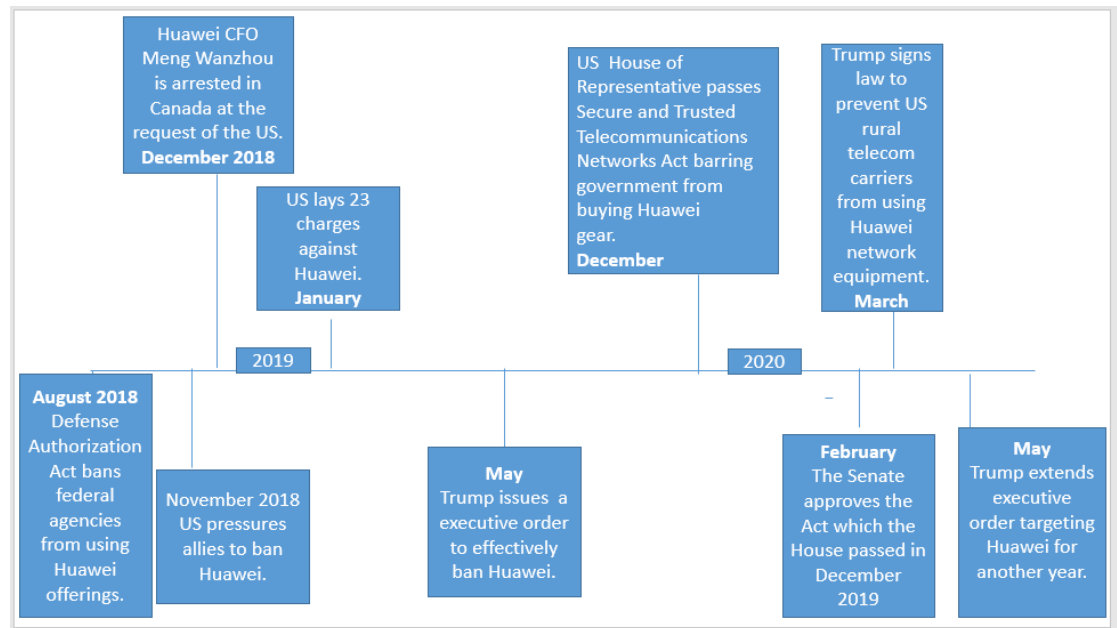 Huawei CFO
Meng Wanzhou
is arrested in
Canada at the
request of the US.
December 2018
US lays 23
charges
against
Huawei.
January
US  House of
Representative passes
Secure and Trusted
Telecommunications
Networks Act barring
government from
buying Huawei
gear.
December
Trump signs
law to
prevent US
rural
telecom
carriers
from using
Huawei
network
equipment.
March
2019
2020
August 2018
Defense
Authorization
Act bans
federal
agencies
from using
Huawei
offerings.
November 2018
US pressures
allies to ban
Huawei.
May
Trump issues  a
executive order
to effectively
ban Huawei.
February
The Senate
approves the
Act which the
House passed in
December
2019
May
Trump extends
executive
order targeting
Huawei for
another year.